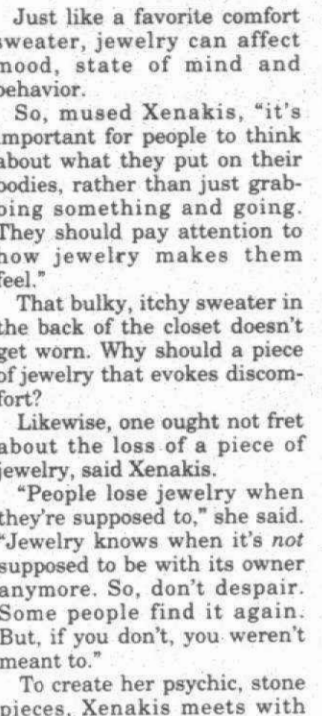 Just like a favorite comfort
sweater, jewelry can affect
mood, state of mind and
behavior.
So, mused Xenakis, "it's
important for people to think
about what they put on their
bodies, rather than just grab-
bing something and going.
They should pay attention to
how jewelry makes them
feel."
That bulky, itchy sweater in
the back of the closet doesn't
get worn. Why should a piece
of jewelry that evokes discom-
fort?
Likewise, one ought not fret
about the loss of a piece of
jewelry, said Xenakis.
"People lose jewelry when
they're supposed to," she said.
"Jewelry knows when it's not
supposed to be with its owner
anymore. So, don't despair.
Some people find it again.
But, if you don't, you weren't
meant to."
To create her psychic, stone
pieces, Xenakis meets with